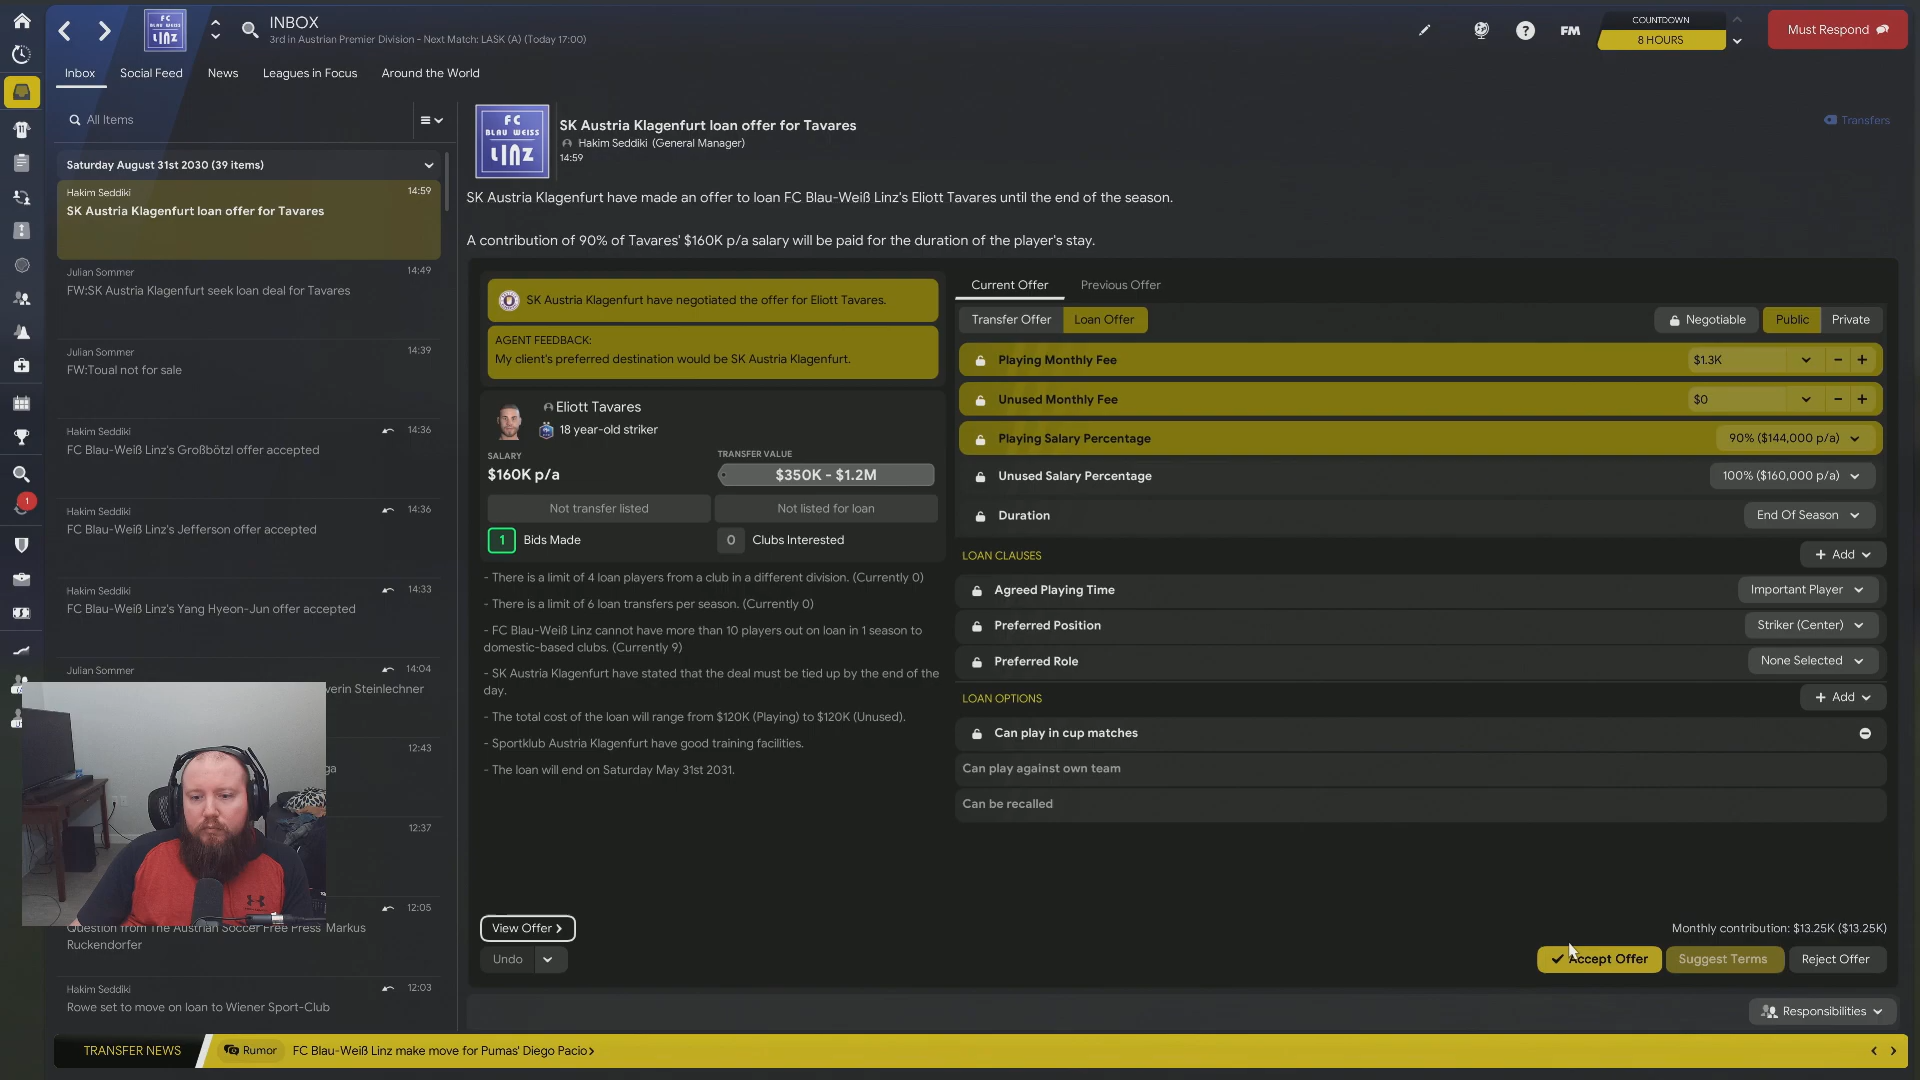 FC
BLAU WEISS
LINZ
INBOX
3rd in Austrian Premier Division - Next Match: LASK (A) (Today 17:00)
FM
COUNTDOWN
8 HOURS
Must Respond
Inbox
Social Feed
News
Leagues in Focus
Around the World
All Items
Saturday August 31st 2030 (39 items)
Hakim Seddiki
14:59
SK Austria Klagenfurt loan offer for Tavares
Julian Sommer
14:49
FW:SK Austria Klagenfurt seek loan deal for Tavares
Julian Sommer
14:39
FW:Toual not for sale
Hakim Seddiki
14:36
FC Blau-Weiß Linz's Großbötzl offer accepted
Hakim Seddiki
14:36
FC Blau-Weiß Linz's Jefferson offer accepted
Hakim Seddiki
14:33
FC Blau-Weiß Linz's Yang Hyeon-Jun offer accepted
Julian Sommer
14:04
verin Steinlechner
12:43
ga
12:37
12:05
Question from The Austrian Soccer Free Press Markus
Ruckendorfer
Hakim Seddiki
12:03
Rowe set to move on loan to Wiener Sport-Club
1
FC
BLAU WEISS
LINZ
SK Austria Klagenfurt loan offer for Tavares
Hakim Seddiki (General Manager)
14:59
Transfers
SK Austria Klagenfurt have made an offer to loan FC Blau-Weiß Linz's Eliott Tavares until the end of the season.
A contribution of 90% of Tavares' $160K p/a salary will be paid for the duration of the player's stay.
SK Austria Klagenfurt have negotiated the offer for Eliott Tavares.
AGENT FEEDBACK:
My client's preferred destination would be SK Austria Klagenfurt.
Eliott Tavares
18 year-old striker
SALARY
$160K p/a
TRANSFER VALUE
$350K - $1.2M
Not transfer listed
Not listed for loan
1
Bids Made
0
Clubs Interested
- There is a limit of 4 loan players from a club in a different division. (Currently 0)
- There is a limit of 6 loan transfers per season. (Currently 0)
- FC Blau-Weiß Linz cannot have more than 10 players out on loan in 1 season to
domestic-based clubs. (Currently 9)
- SK Austria Klagenfurt have stated that the deal must be tied up by the end of the
day.
- The total cost of the loan will range from $120K (Playing) to $120K (Unused).
- Sportklub Austria Klagenfurt have good training facilities.
- The loan will end on Saturday May 31st 2031.
View Offer
Undo
Current Offer
Previous Offer
Transfer Offer
Loan Offer
Negotiable
Public
Private
Playing Monthly Fee
$1.3K
Unused Monthly Fee
$0
Playing Salary Percentage
90% ($144,000 p/a)
Unused Salary Percentage
100% ($160,000 p/a)
Duration
End Of Season
LOAN CLAUSES
Add
Agreed Playing Time
Important Player
Preferred Position
Striker (Center)
Preferred Role
None Selected
LOAN OPTIONS
Add
Can play in cup matches
Can play against own team
Can be recalled
Monthly contribution: $13.25K ($13.25K)
Accept Offer
Suggest Terms
Reject Offer
Responsibilities
TRANSFER NEWS
Rumor
FC Blau-Weiß Linz make move for Pumas' Diego Pacio